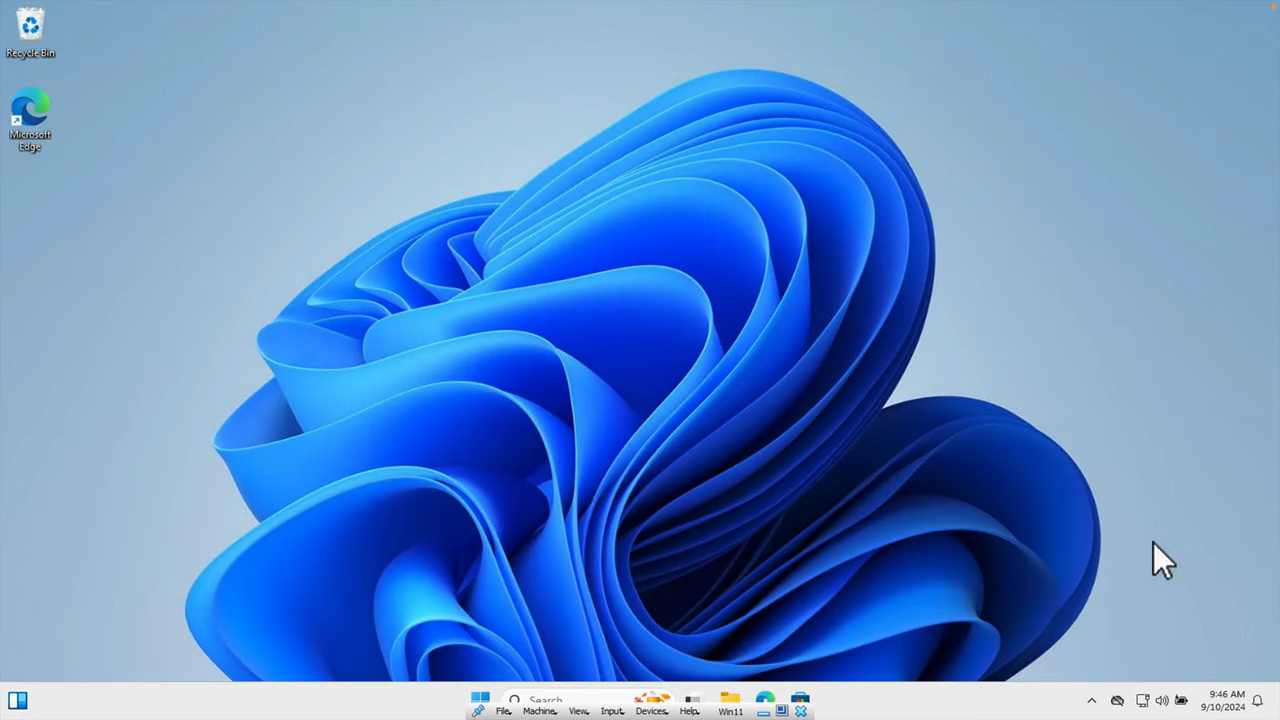 Recycle Bin
Microsoft
Edge
Search
File
Machine
View
Input
Devices
Help
Win11
9:46 AM
9/10/2024